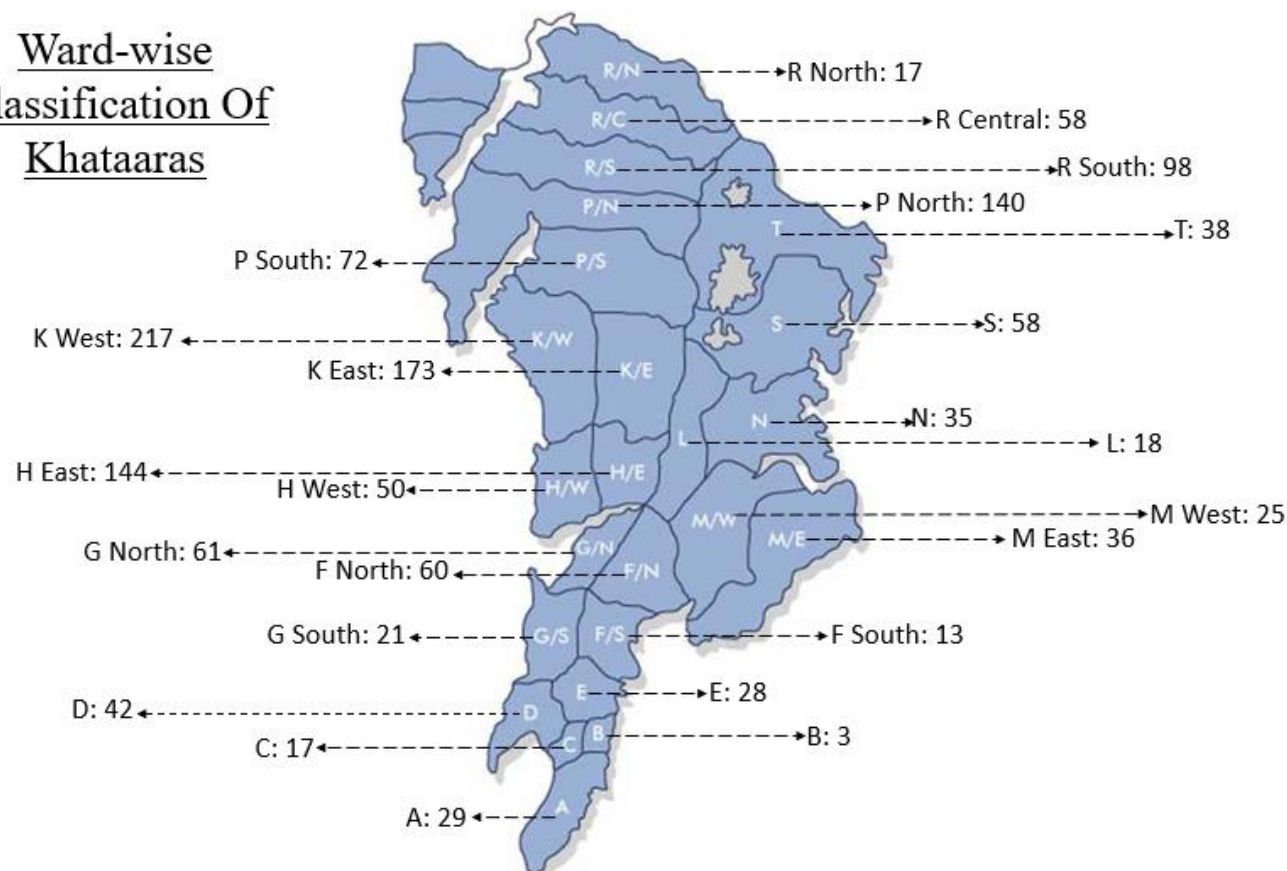 Ward-wise
lassification Of
Khataaras
R/N
R North: 17
R/C
R Central: 58
R/S
R South: 98
P/N
P North: 140
T
T: 38
P South: 72
P/S
S
S: 58
K West: 217
K/W
K East: 173
K/E
N
N: 35
L
L: 18
H East: 144
H/E
H West: 50
H/W
M/W
M West: 25
M/E
M East: 36
G North: 61
G/N
F North: 60
F/N
G South: 21
G/S
F/S
F South: 13
E
E: 28
D: 42
D
B
B: 3
C: 17
C
A: 29
A